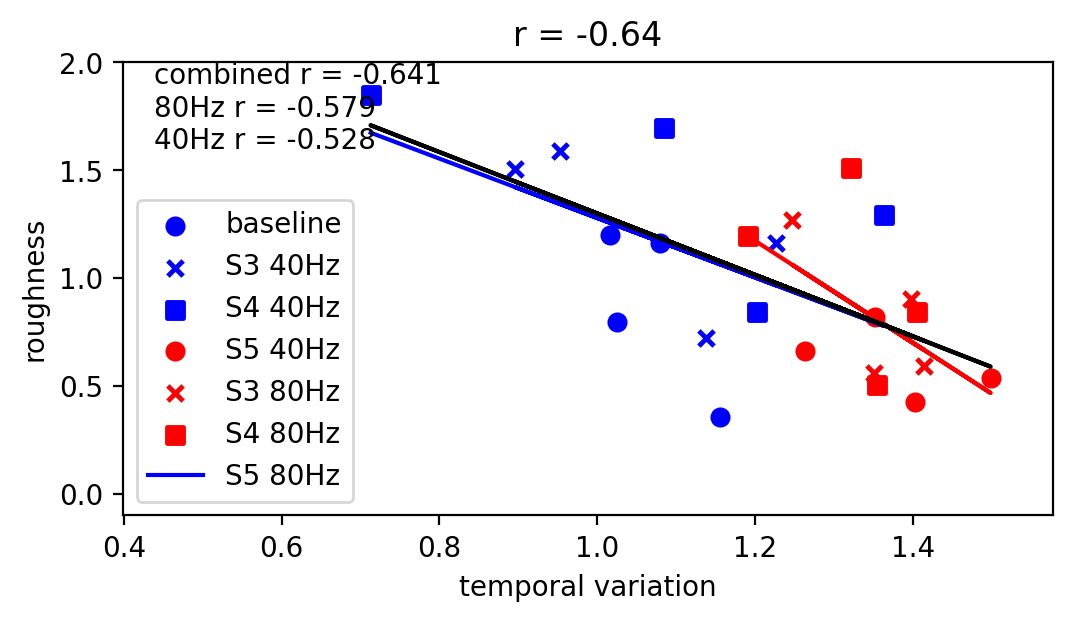 r = -0.64
combined r = -0.641
80Hz r = -0.579
40Hz r = -0.528
baseline
S3 40Hz
S4 40Hz
S5 40Hz
S3 80Hz
S4 80Hz
S5 80Hz
roughness
2.0
1.5
1.0
0.5
0.0
0.4 0.6 0.8 1.0 1.2 1.4
temporal variation